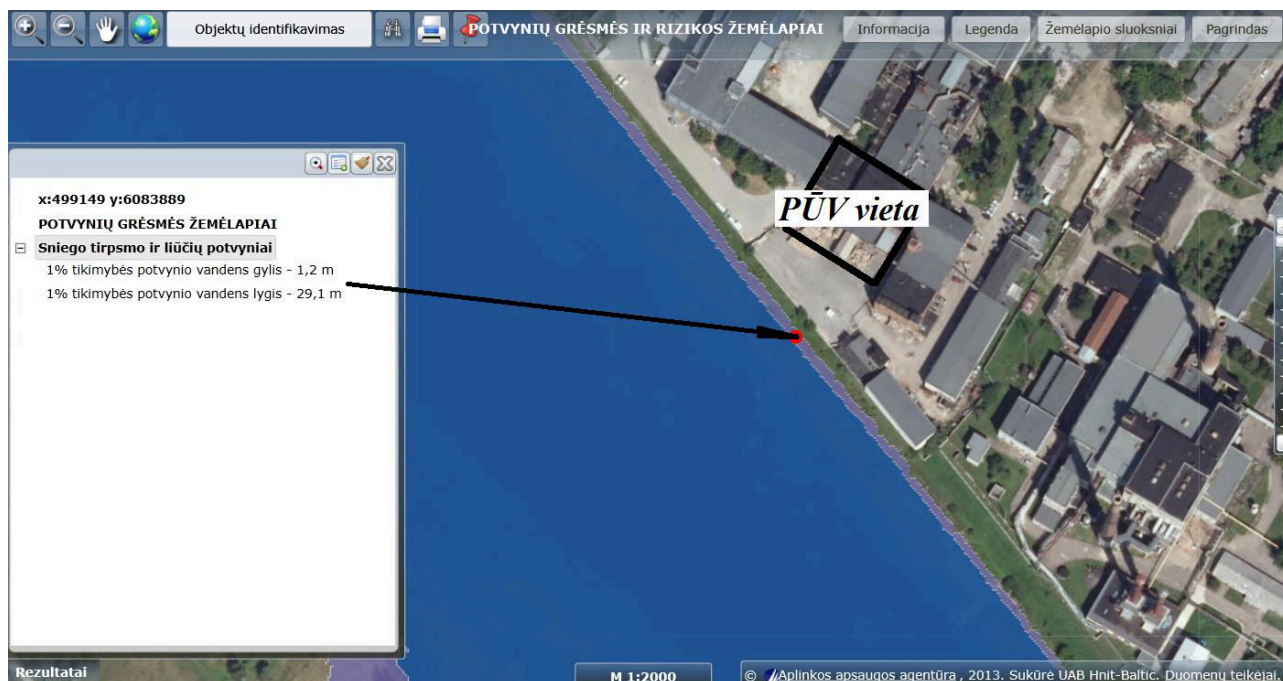 Objektų identifikavimas
POTVYNIŲ GRĖSMĖS IR RIZIKOS ŽEMĖLAPIAI
Informacija
Legenda
Žemėlapio sluoksniai
Pagrindas
x:499149 y:6083889
POTVYNIŲ GRĖSMĖS ŽEMĖLAPIAI
Sniego tirpsmo ir liūčių potvyniai
1% tikimybės potvynio vandens gylis - 1,2 m
1% tikimybės potvynio vandens lygis - 29,1 m
PŪV vieta
Rezultatai
M 1:2000
© Aplinkos apsaugos agentūra , 2013. Sukūrė UAB Hnit-Baltic. Duomenų teikėjai